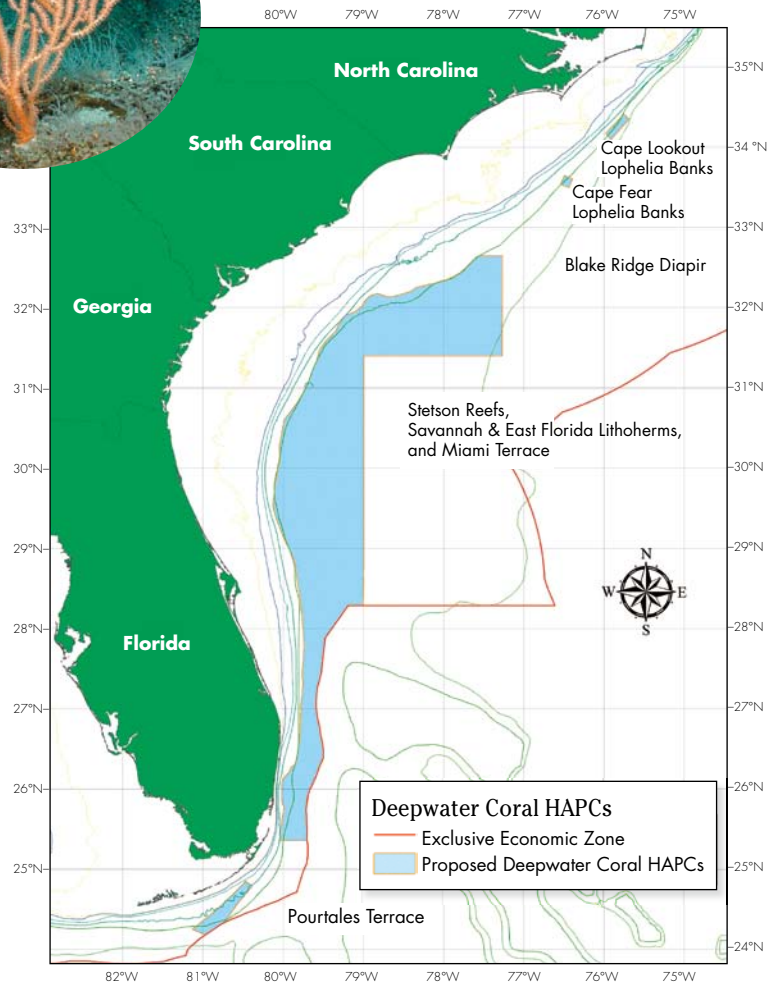 80°W 79°W 78°W 77°W 76°W 75°W
North Carolina
35°N
South Carolina
34 °N
Cape Lookout
Lophelia Banks
Cape Fear
Lophelia Banks
33°N
33°N
Blake Ridge Diapir
Georgia
32°N
32°N
31°N
31°N
Stetson Reefs,
Savannah & East Florida Lithoherms,
and Miami Terrace
30°N
30°N
29°N
29°N
N
W
E
S
28°N
28°N
Florida
27°N
27°N
26°N
26°N
Deepwater Coral HAPCs
Exclusive Economic Zone
Proposed Deepwater Coral HAPCs
25°N
25°N
Pourtales Terrace
24°N
82°W 81°W 80°W 79°W 78°W 77°W 76°W 75°W